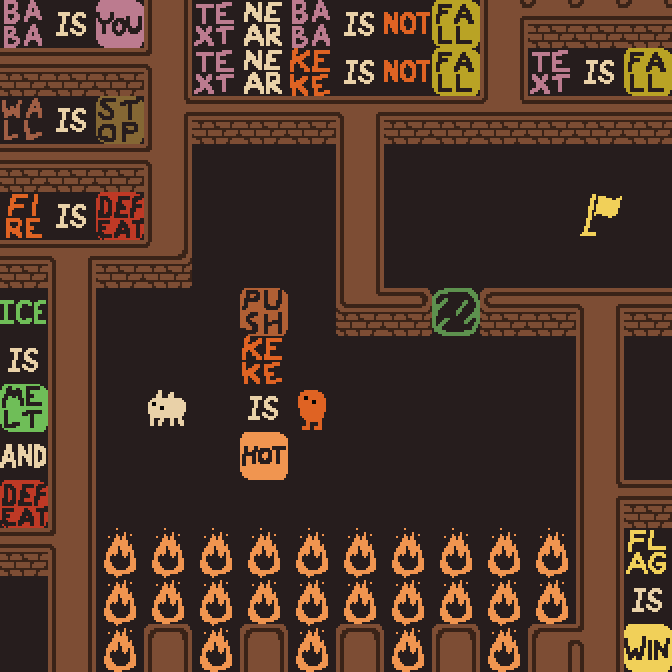 BABA IS YOU
TEXT NEAR BABA IS NOT FALL
TEXT NEAR KEKE IS NOT FALL
TEXT IS FALL
WALL IS STOP
FIRE IS DEFEAT
ICE
IS
MELT
AND
DEFEAT
PUSH
KEKE
IS
HOT
FLAG
IS
WIN